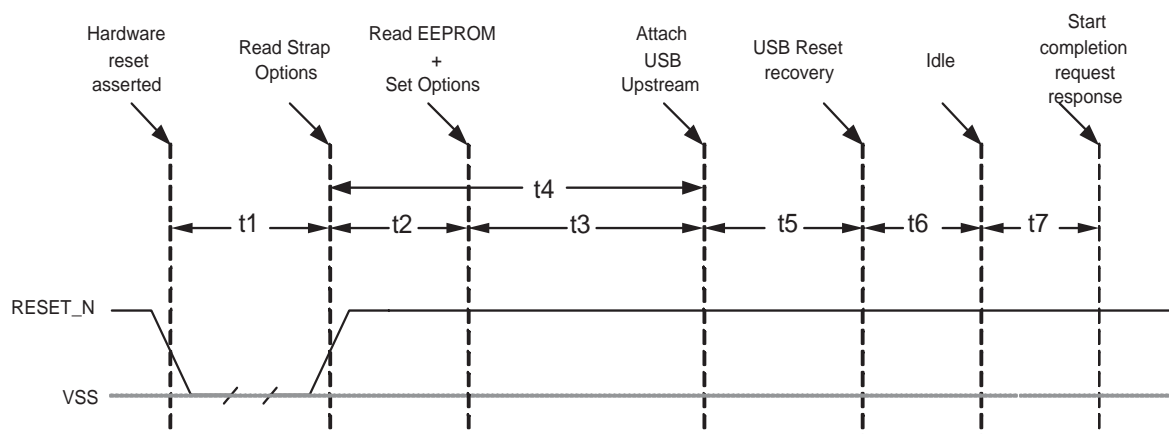 Hardware
reset
asserted
Read Strap
Options
Read EEPROM
+
Set Options
Attach
USB
Upstream
USB Reset
recovery
Idle
Start
completion
request
response
t4
t1
t2
t3
t5
t6
t7
RESET_N
VSS